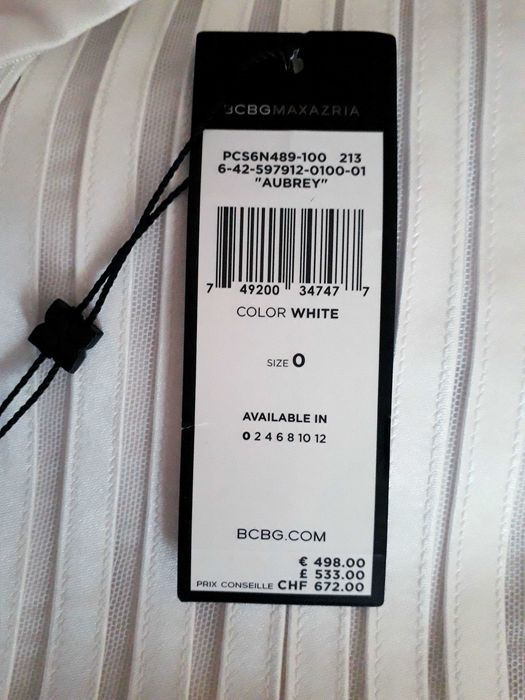 BCBGMAXAZRIA
PCS6N489-100 213
6-42-597912-0100-01
"AUBREY"
7 49200 34747 7
COLOR WHITE
SIZE 0
AVAILABLE IN
0 2 4 6 8 10 12
BCBG.COM
€ 498.00
£ 533.00
PRIX CONSEILLE CHF 672.00